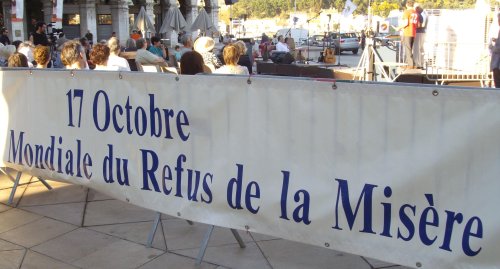 17 Octobre
Mondiale du Refus de la Misère